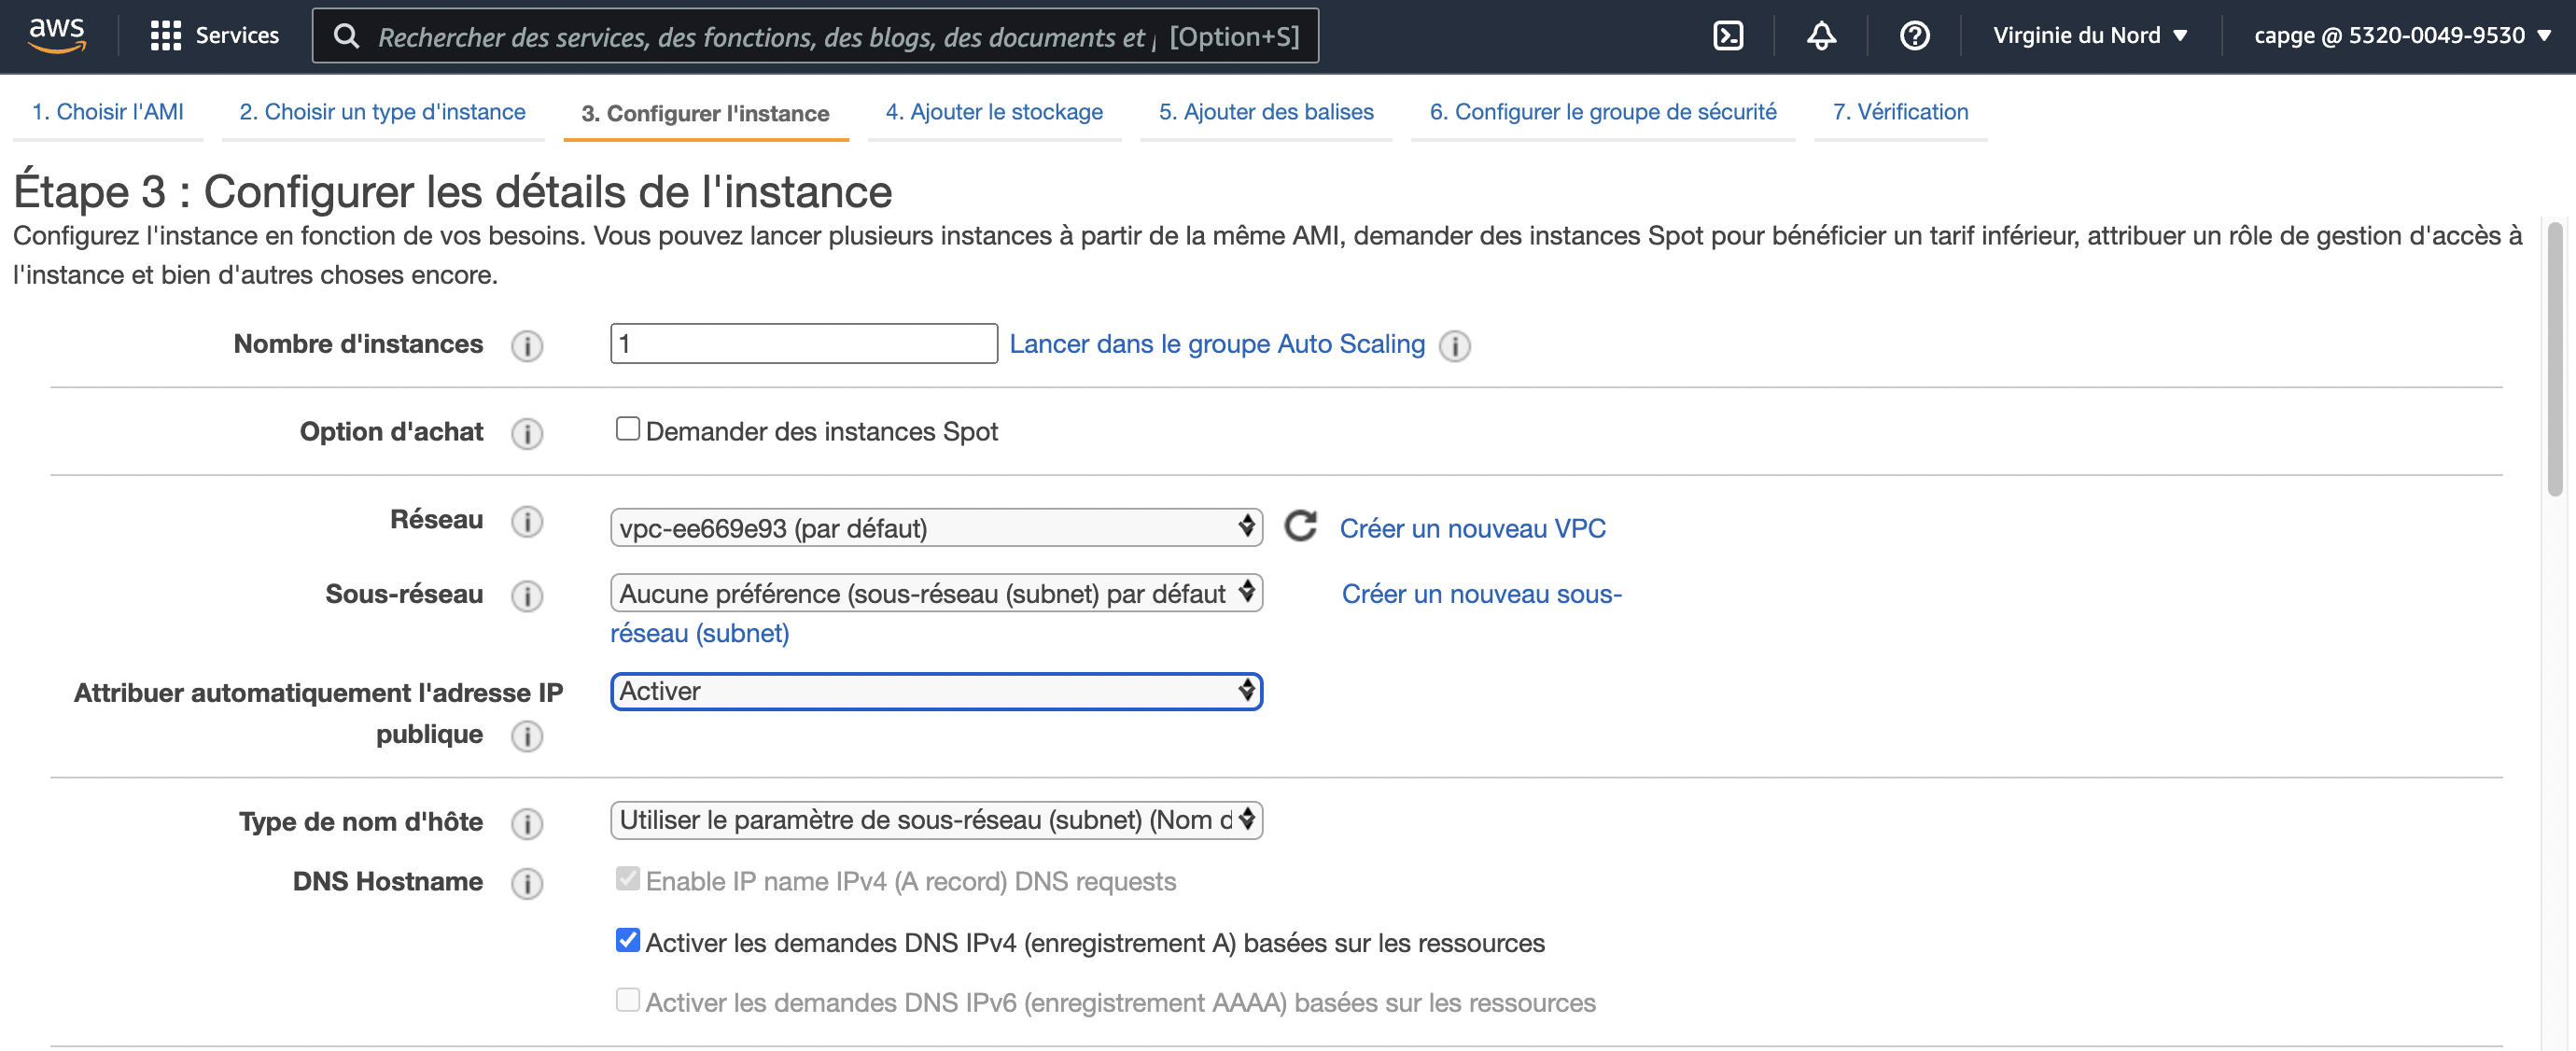 aws
Services
Rechercher des services, des fonctions, des blogs, des documents et [Option+S]
Virginie du Nord
capge @ 5320-0049-9530
1. Choisir l'AMI
2. Choisir un type d'instance
3. Configurer l'instance
4. Ajouter le stockage
5. Ajouter des balises
6. Configurer le groupe de sécurité
7. Vérification
Étape 3 : Configurer les détails de l'instance
Configurez l'instance en fonction de vos besoins. Vous pouvez lancer plusieurs instances à partir de la même AMI, demander des instances Spot pour bénéficier un tarif inférieur, attribuer un rôle de gestion d'accès à
l'instance et bien d'autres choses encore.
Nombre d'instances
1
Lancer dans le groupe Auto Scaling
Option d'achat
Demander des instances Spot
Réseau
vpc-ee669e93 (par défaut)
Créer un nouveau VPC
Sous-réseau
Aucune préférence (sous-réseau (subnet) par défaut
Créer un nouveau sous-
réseau (subnet)
Attribuer automatiquement l'adresse IP
publique
Activer
Type de nom d'hôte
Utiliser le paramètre de sous-réseau (subnet) (Nom d
DNS Hostname
Enable IP name IPv4 (A record) DNS requests
Activer les demandes DNS IPv4 (enregistrement A) basées sur les ressources
Activer les demandes DNS IPv6 (enregistrement AAAA) basées sur les ressources